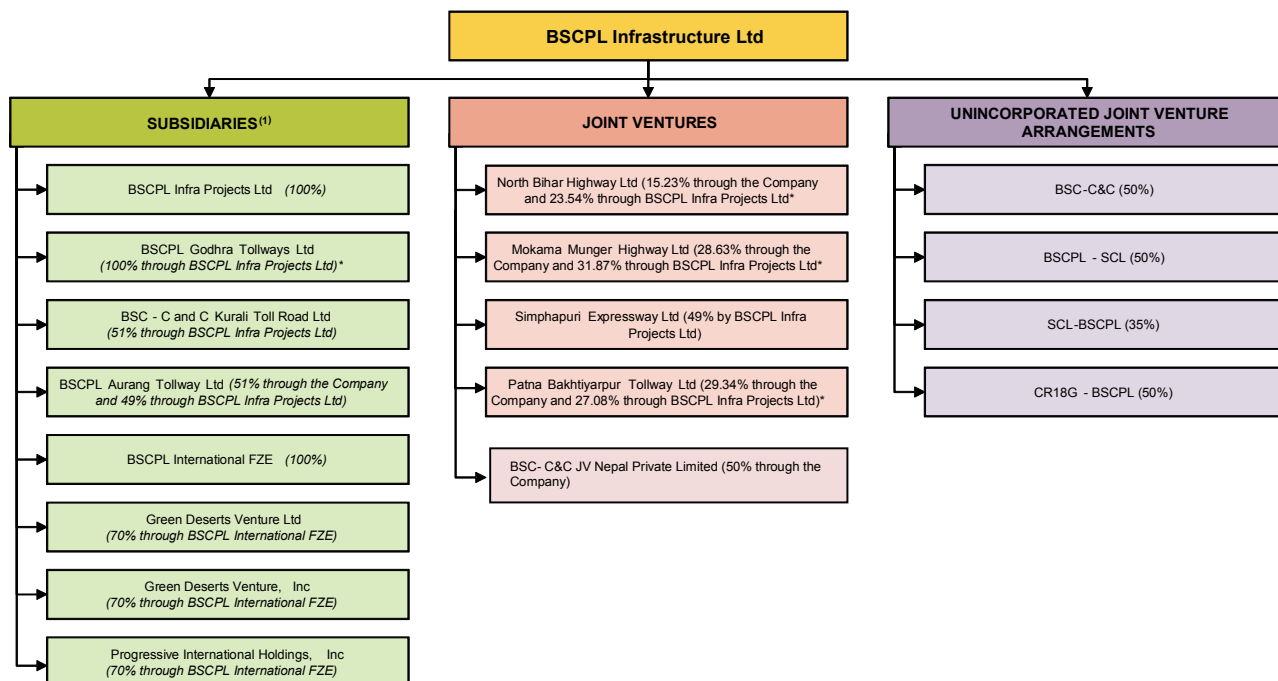 BSCPL Infrastructure Ltd
SUBSIDIARIES(1)
BSCPL Infra Projects Ltd (100%)
BSCPL Godhra Tollways Ltd
(100% through BSCPL Infra Projects Ltd)*
BSC - C and C Kurali Toll Road Ltd
(51% through BSCPL Infra Projects Ltd)
BSCPL Aurang Tollway Ltd (51% through the Company
and 49% through BSCPL Infra Projects Ltd)
BSCPL International FZE (100%)
Green Deserts Venture Ltd
(70% through BSCPL International FZE)
Green Deserts Venture, Inc
(70% through BSCPL International FZE)
Progressive International Holdings, Inc
(70% through BSCPL International FZE)
JOINT VENTURES
North Bihar Highway Ltd (15.23% through the Company
and 23.54% through BSCPL Infra Projects Ltd*
Mokama Munger Highway Ltd (28.63% through the
Company and 31.87% through BSCPL Infra Projects Ltd*
Simphapuri Expressway Ltd (49% by BSCPL Infra
Projects Ltd)
Patna Bakhtiyarpur Tollway Ltd (29.34% through the
Company and 27.08% through BSCPL Infra Projects Ltd)*
BSC- C&C JV Nepal Private Limited (50% through the
Company)
UNINCORPORATED JOINT VENTURE
ARRANGEMENTS
BSC-C&C (50%)
BSCPL - SCL (50%)
SCL-BSCPL (35%)
CR18G - BSCPL (50%)